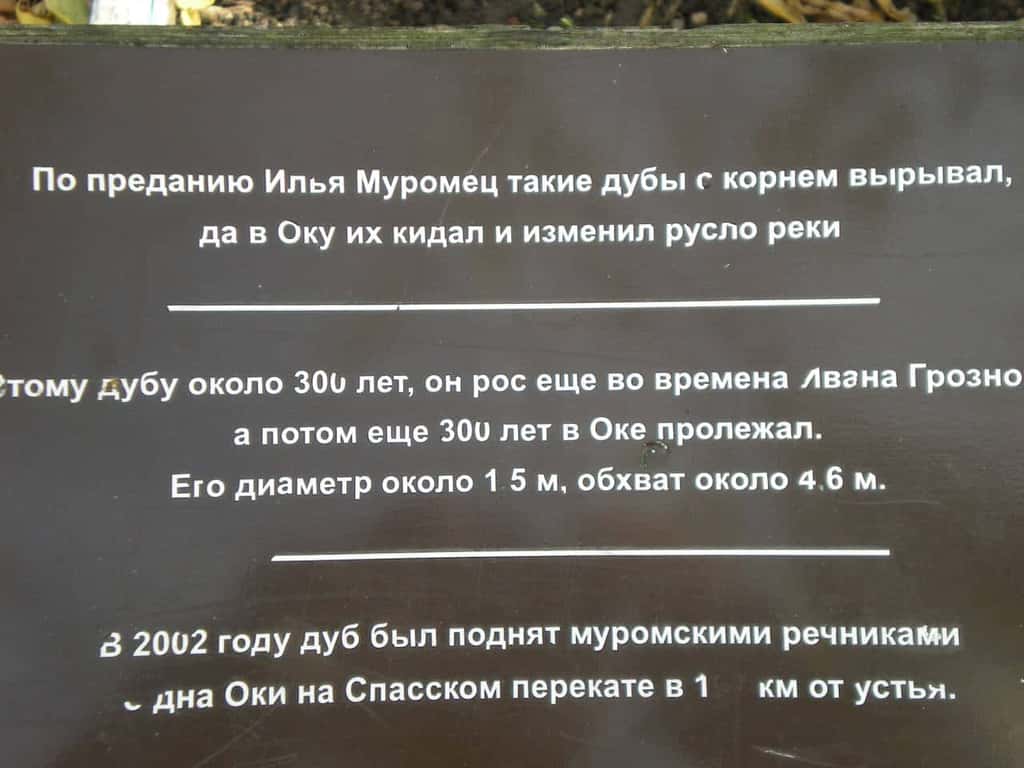 По преданию Илья Муромец такие дубы с корнем вырывал,
да в Оку их кидал и изменил русло реки
Этому дубу около 300 лет, он рос еще во времена Ивана Грозно
а потом еще 300 лет в Оке пролежал.
Его диаметр около 1.5 м, обхват около 4.6 м.
В 2002 году дуб был поднят муромскими речниками
с дна Оки на Спасском перекате в км от устья.